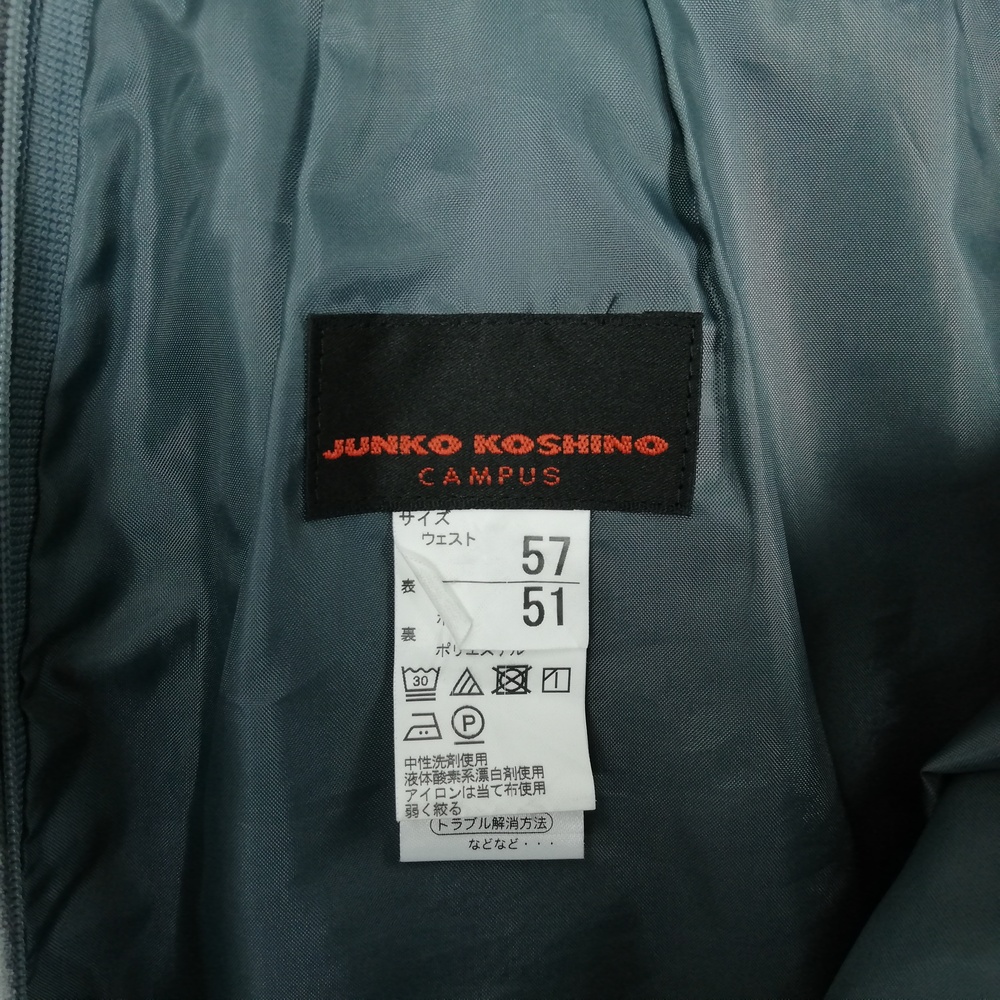 JUNKO KOSHINO
CAMPUS
サイズ
ウェスト
57
表
51
裏
ポリエステル
30
P
中性洗剤使用
液体酸素系漂白剤使用
アイロンは当て布使用
弱く絞る
トラブル解消方法
などなど・・・